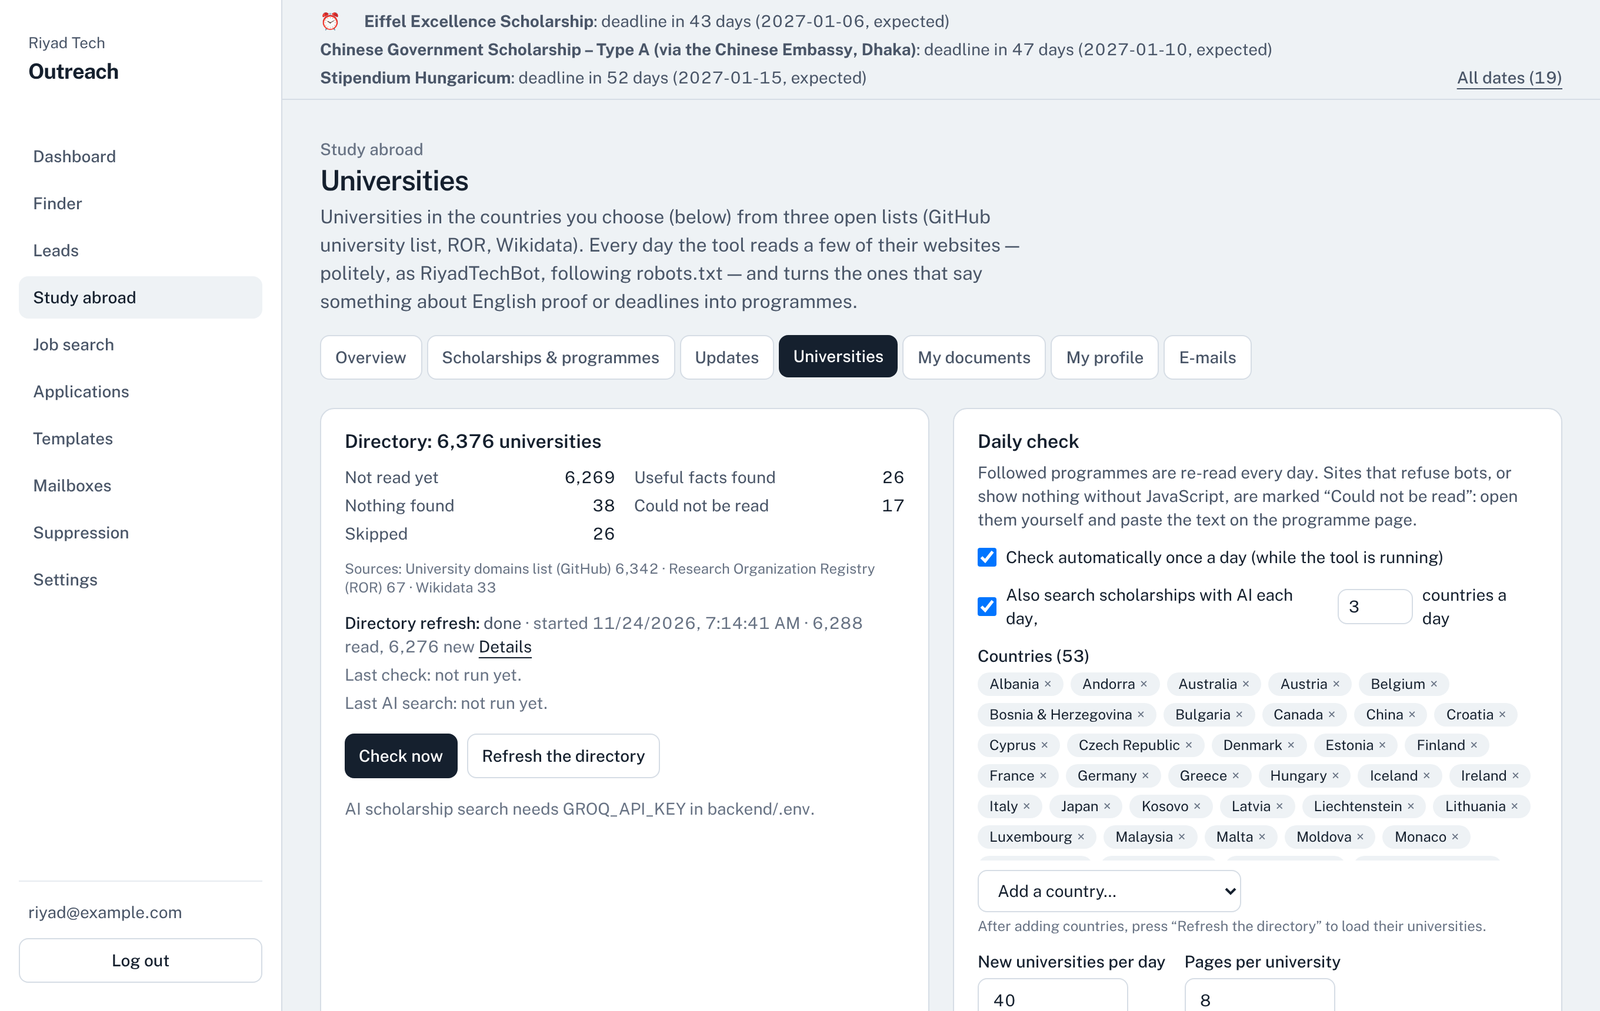 Riyad Tech
Outreach
Dashboard
Finder
Leads
Study abroad
Job search
Applications
Templates
Mailboxes
Suppression
Settings
riyad@example.com
Log out
⏰ Eiffel Excellence Scholarship: deadline in 43 days (2027-01-06, expected)
Chinese Government Scholarship – Type A (via the Chinese Embassy, Dhaka): deadline in 47 days (2027-01-10, expected)
Stipendium Hungaricum: deadline in 52 days (2027-01-15, expected)
All dates (19)
Study abroad
Universities
Universities in the countries you choose (below) from three open lists (GitHub
university list, ROR, Wikidata). Every day the tool reads a few of their websites —
politely, as RiyadTechBot, following robots.txt — and turns the ones that say
something about English proof or deadlines into programmes.
Overview
Scholarships & programmes
Updates
Universities
My documents
My profile
E-mails
Directory: 6,376 universities
Not read yet 6,269
Useful facts found 26
Nothing found 38
Could not be read 17
Skipped 26
Sources: University domains list (GitHub) 6,342 · Research Organization Registry
(ROR) 67 · Wikidata 33
Directory refresh: done · started 11/24/2026, 7:14:41 AM · 6,288
read, 6,276 new Details
Last check: not run yet.
Last AI search: not run yet.
Check now
Refresh the directory
AI scholarship search needs GROQ_API_KEY in backend/.env.
Daily check
Followed programmes are re-read every day. Sites that refuse bots, or
show nothing without JavaScript, are marked “Could not be read”: open
them yourself and paste the text on the programme page.
Check automatically once a day (while the tool is running)
Also search scholarships with AI each
day,
3
countries a
day
Countries (53)
Albania × Andorra × Australia × Austria × Belgium ×
Bosnia & Herzegovina × Bulgaria × Canada × China × Croatia ×
Cyprus × Czech Republic × Denmark × Estonia × Finland ×
France × Germany × Greece × Hungary × Iceland × Ireland ×
Italy × Japan × Kosovo × Latvia × Liechtenstein × Lithuania ×
Luxembourg × Malaysia × Malta × Moldova × Monaco ×
Add a country...
After adding countries, press “Refresh the directory” to load their universities.
New universities per day
Pages per university
40
8